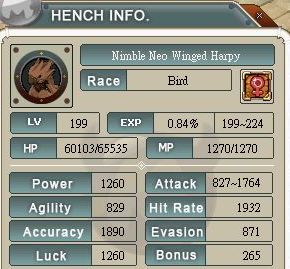 HENCH INFO.
Nimble Neo Winged Harpy
Race Bird
LV 199 EXP 0.84% 199~224
HP 60103/65535 MP 1270/1270
Power 1260 Attack 827~1764
Agility 829 Hit Rate 1932
Accuracy 1890 Evasion 871
Luck 1260 Bonus 265